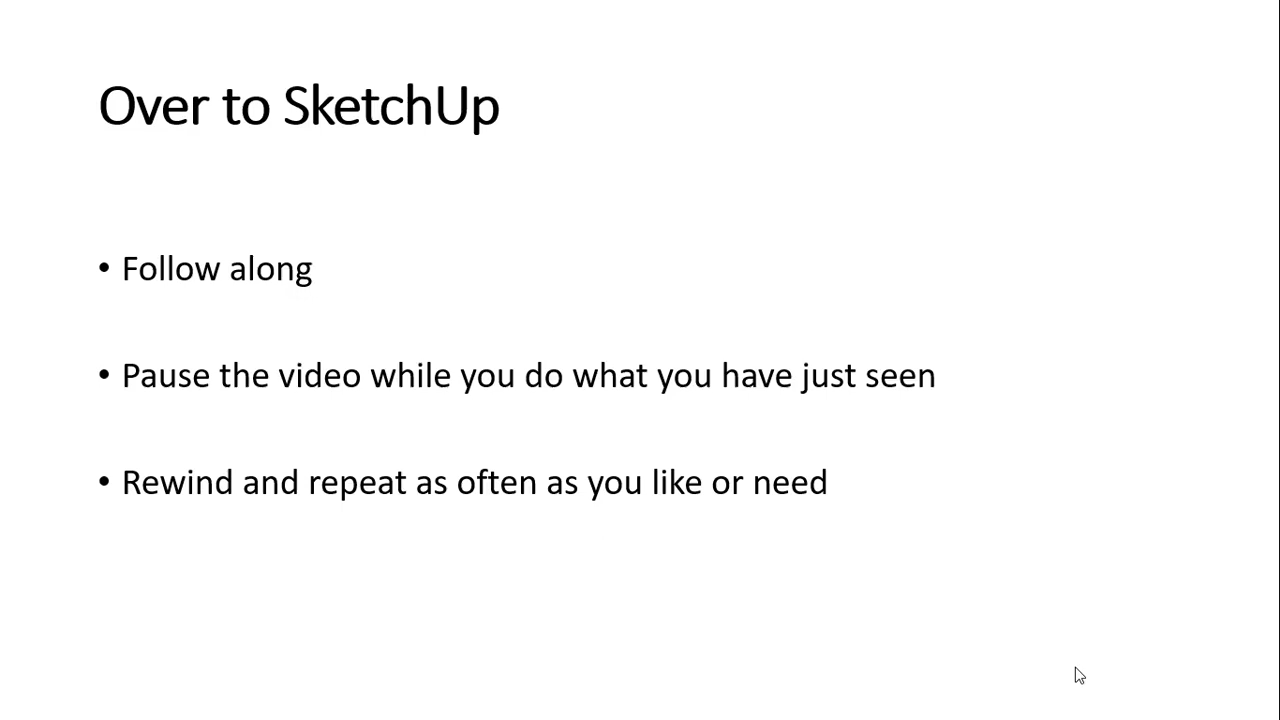 Over to SketchUp
• Follow along
• Pause the video while you do what you have just seen
• Rewind and repeat as often as you like or need